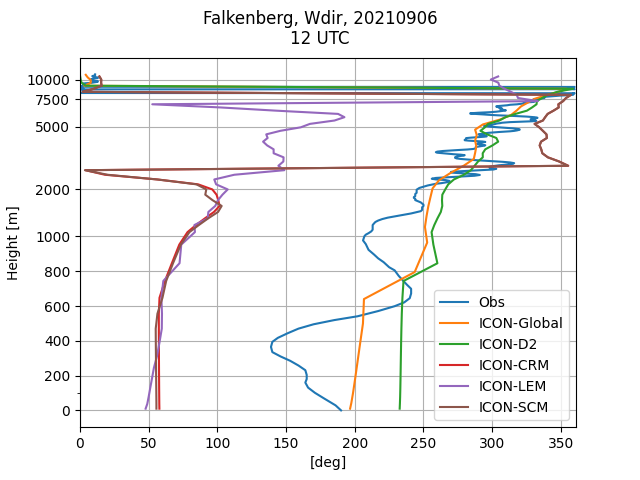 Falkenberg, Wdir, 20210906
12 UTC
10000
7500
5000
2000
1000
800
600
400
200
0
Height [m]
0 50 100 150 200 250 300 350
[deg]
Obs
ICON-Global
ICON-D2
ICON-CRM
ICON-LEM
ICON-SCM